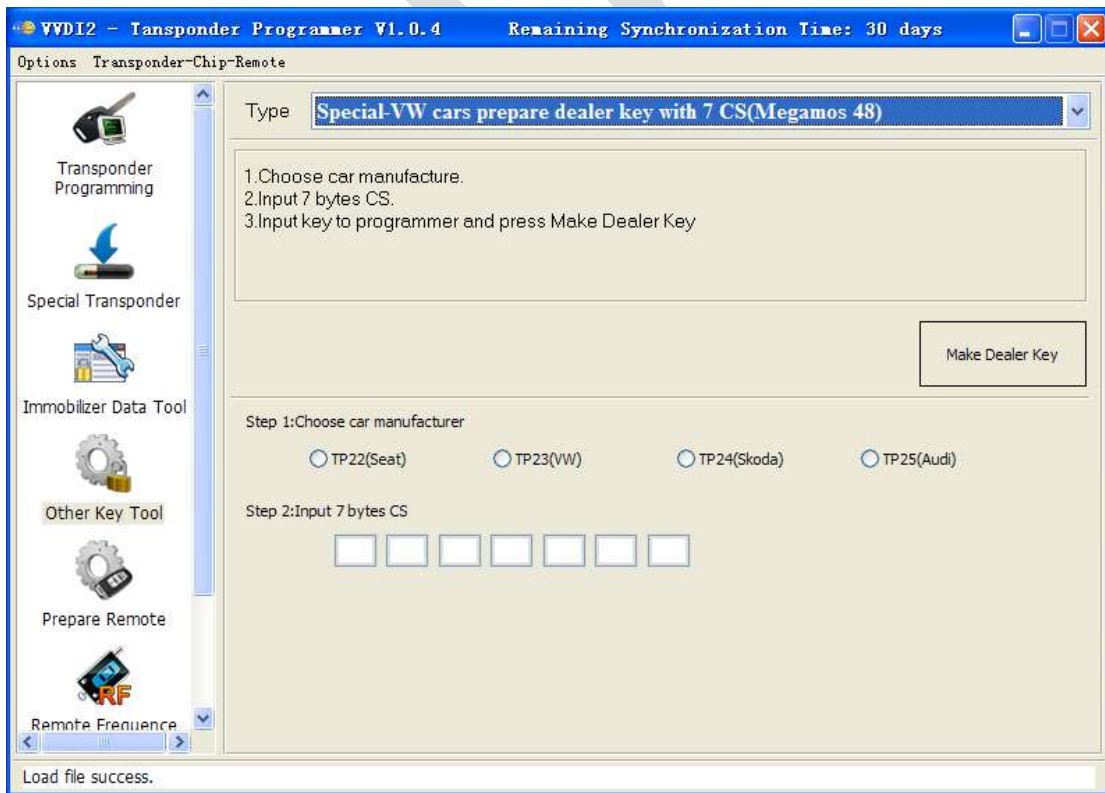 VVDI2 - Tansponder Programmer V1.0.4 Remaining Synchronization Time: 30 days
Options Transponder-Chip-Remote
Transponder
Programming
Special Transponder
Immobilizer Data Tool
Other Key Tool
Prepare Remote
RF
Remote Frequence
Type Special-VW cars prepare dealer key with 7 CS(Megamos 48)
1.Choose car manufacture.
2.Input 7 bytes CS.
3.Input key to programmer and press Make Dealer Key
Make Dealer Key
Step 1:Choose car manufacturer
TP22(Seat) TP23(VW) TP24(Skoda) TP25(Audi)
Step 2:Input 7 bytes CS
Load file success.